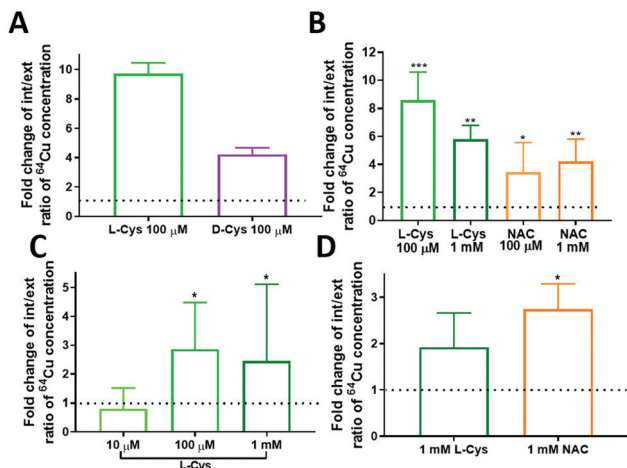 A
Fold change of int/ext
ratio of ⁶⁴Cu concentration
10
8
6
4
2
0
L-Cys 100 μM
D-Cys 100 μM
B
Fold change of int/ext
ratio of ⁶⁴Cu concentration
12
10
8
6
4
2
0
***
**
*
**
L-Cys
100 μM
L-Cys
1 mM
NAC
100 μM
NAC
1 mM
C
Fold change of int/ext
ratio of ⁶⁴Cu concentration
5
4
3
2
1
0
*
*
10 μM
100 μM
1 mM
L-Cys
D
Fold change of int/ext
ratio of ⁶⁴Cu concentration
3
2
1
0
*
1 mM L-Cys
1 mM NAC